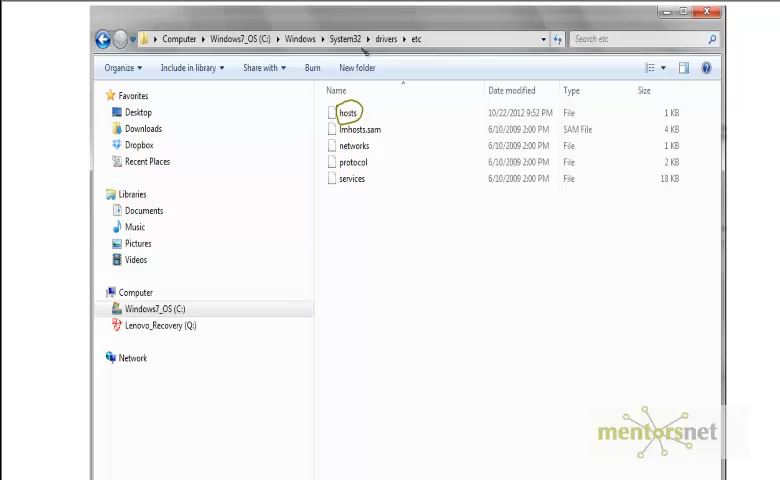 Computer Windows7_OS (C:) Windows System32 drivers etc Search etc
Organize Include in library Share with Burn New folder
Name Date modified Type Size
Favorites
Desktop
Downloads
Dropbox
Recent Places
Libraries
Documents
Music
Pictures
Videos
Computer
Windows7_OS (C:)
Lenovo_Recovery (Q:)
Network
hosts 10/22/2012 9:52 PM File 1 KB
lmhosts.sam 6/10/2009 2:00 PM SAM File 4 KB
networks 6/10/2009 2:00 PM File 1 KB
protocol 6/10/2009 2:00 PM File 2 KB
services 6/10/2009 2:00 PM File 18 KB
mentorsnet